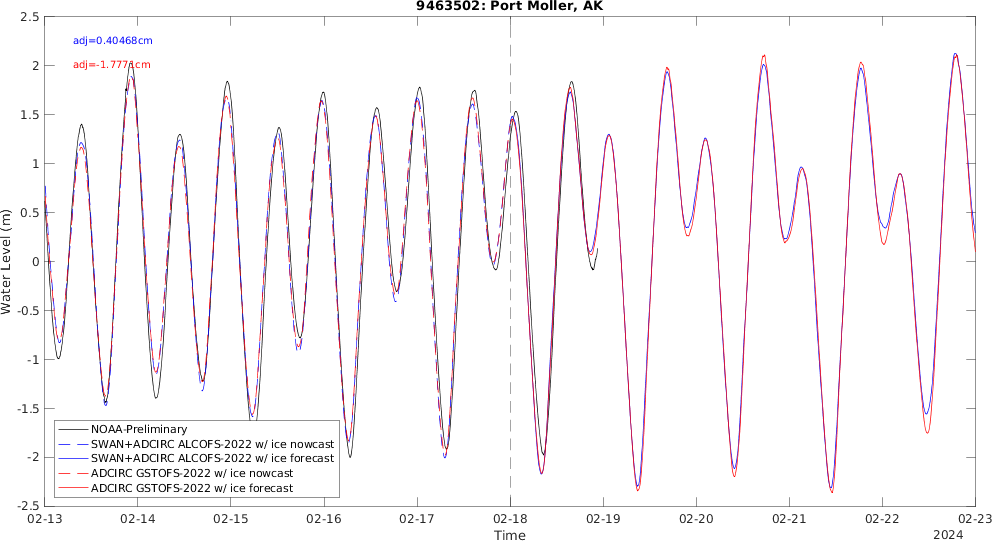 9463502: Port Moller, AK
adj=0.40468cm
adj=-1.7771cm
2.5
2
1.5
1
0.5
0
-0.5
-1
-1.5
-2
-2.5
Water Level (m)
NOAA-Preliminary
SWAN+ADCIRC ALCOFS-2022 w/ ice nowcast
SWAN+ADCIRC ALCOFS-2022 w/ ice forecast
ADCIRC GSTOFS-2022 w/ ice nowcast
ADCIRC GSTOFS-2022 w/ ice forecast
02-13 02-14 02-15 02-16 02-17 02-18 02-19 02-20 02-21 02-22 02-23
Time
2024